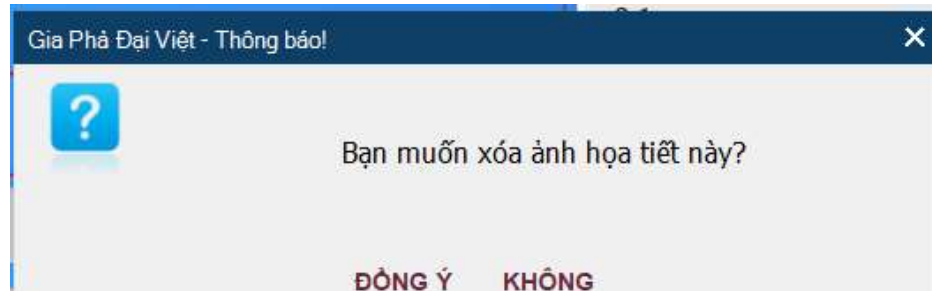 Gia Phả Đại Việt - Thông báo!
Bạn muốn xóa ảnh họa tiết này?
ĐỒNG Ý KHÔNG